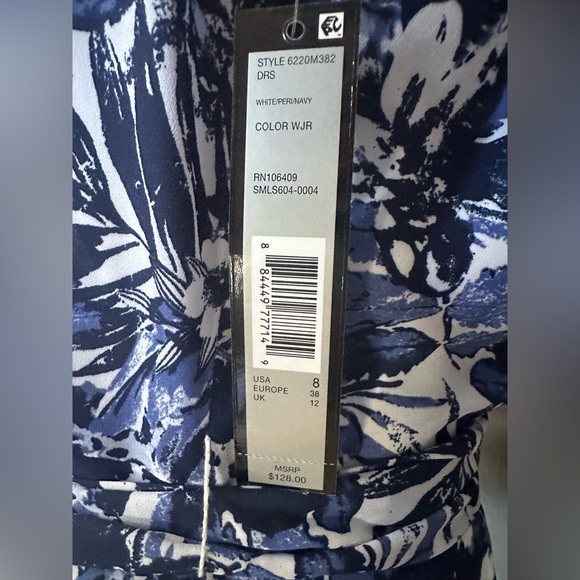 STYLE 6220M382
DRS
WHITE/PERI/NAVY
COLOR WJR
RN106409
SMLS604-0004
8 84449 77714 9
USA 8
EUROPE 38
UK 12
MSRP
$128.00